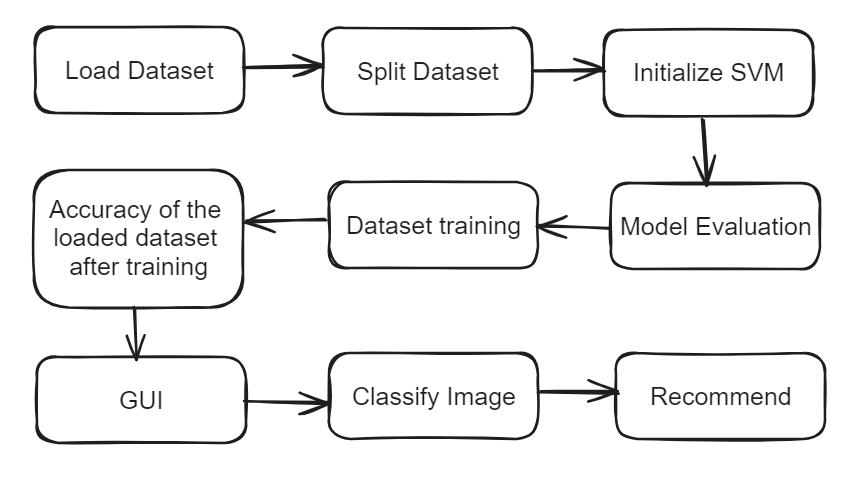 Load Dataset
Split Dataset
Initialize SVM
Model Evaluation
Dataset training
Accuracy of the
loaded dataset
after training
GUI
Classify Image
Recommend